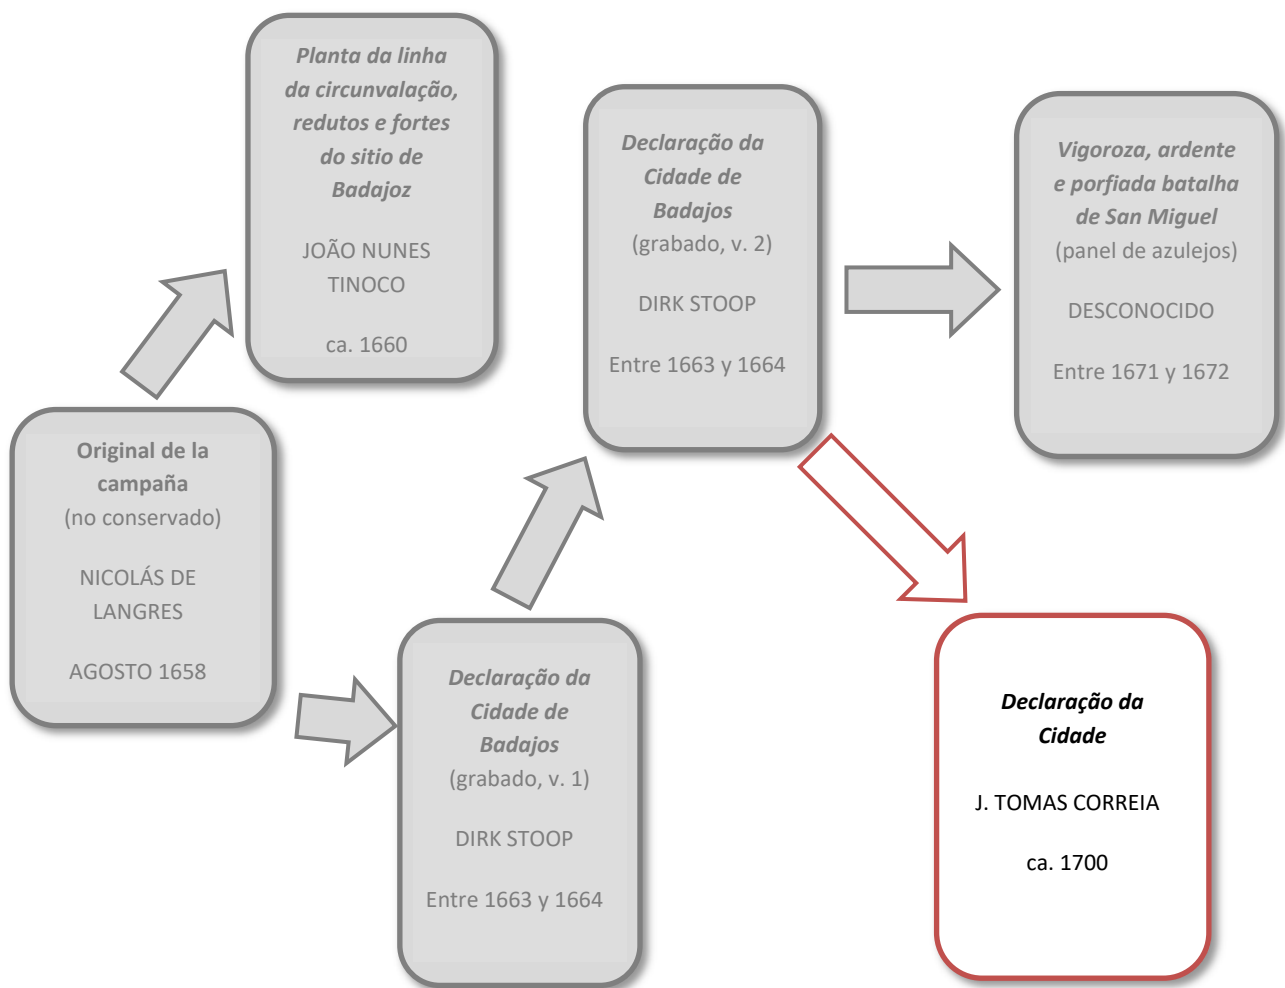 Planta da linha
da circunvalação,
redutos e fortes
do sitio de
Badajoz
JOÃO NUNES
TINOCO
ca. 1660
Declaração da
Cidade de
Badajos
(grabado, v. 2)
DIRK STOOP
Entre 1663 y 1664
Vigoroza, ardente
e porfiada batalha
de San Miguel
(panel de azulejos)
DESCONOCIDO
Entre 1671 y 1672
Original de la
campaña
(no conservado)
NICOLÁS DE
LANGRES
AGOSTO 1658
Declaração da
Cidade de
Badajos
(grabado, v. 1)
DIRK STOOP
Entre 1663 y 1664
Declaração da
Cidade
J. TOMAS CORREIA
ca. 1700